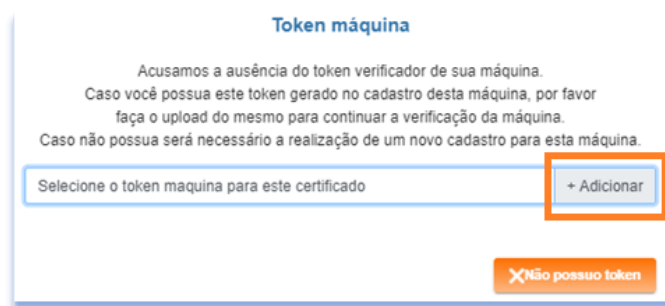 Token máquina
Acusamos a ausência do token verificador de sua máquina.
Caso você possua este token gerado no cadastro desta máquina, por favor
faça o upload do mesmo para continuar a verificação da máquina.
Caso não possua será necessário a realização de um novo cadastro para esta máquina.
Selecione o token maquina para este certificado + Adicionar
Não possuo token